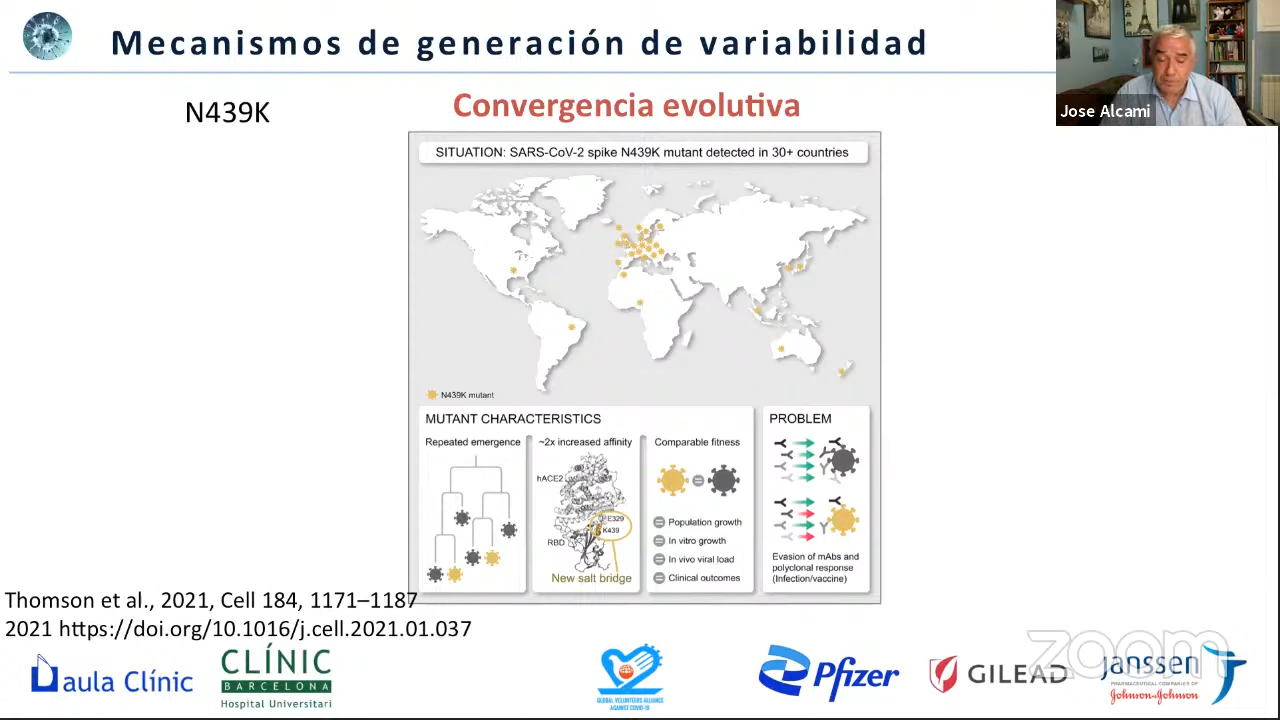 Mecanismos de generación de variabilidad
Jose Alcami
N439K
Convergencia evolutiva
SITUATION: SARS-CoV-2 spike N439K mutant detected in 30+ countries
N439K mutant
MUTANT CHARACTERISTICS
Repeated emergence
~2x increased affinity
hACE2
E329
K439
RBD
New salt bridge
Comparable fitness
Population growth
In vitro growth
In vivo viral load
Clinical outcomes
PROBLEM
Evasion of mAbs and
polyclonal response
(Infection/vaccine)
Thomson et al., 2021, Cell 184, 1171–1187
2021 https://doi.org/10.1016/j.cell.2021.01.037
aula Clínic
CLÍNIC
BARCELONA
Hospital Universitari
GLOBAL VOLUNTEERS ALLIANCE
AGAINST COVID-19
Pfizer
GILEAD
janssen
PHARMACEUTICAL COMPANIES OF
Johnson & Johnson
zoom